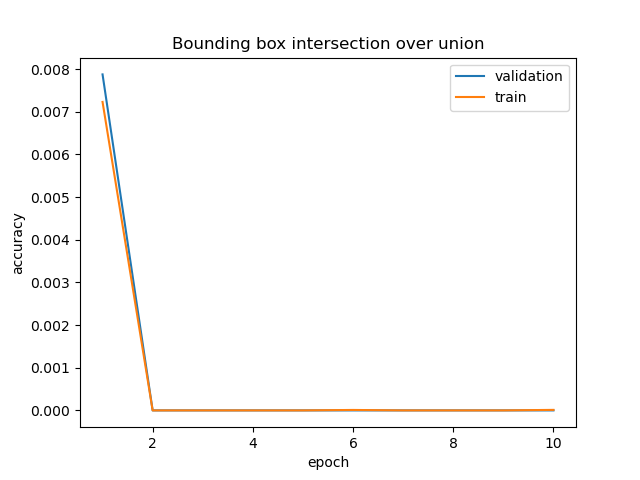 Bounding box intersection over union
validation
train
0.008
0.007
0.006
0.005
0.004
0.003
0.002
0.001
0.000
accuracy
2 4 6 8 10
epoch